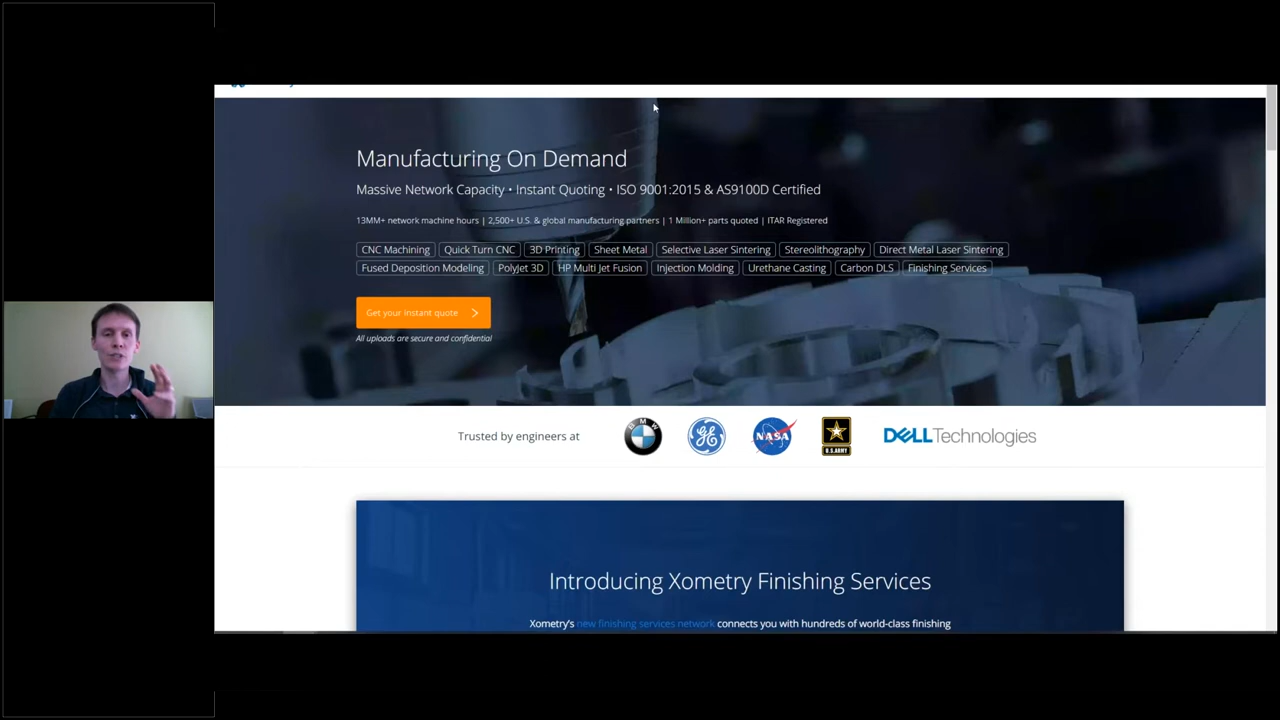 Manufacturing On Demand
Massive Network Capacity • Instant Quoting • ISO 9001:2015 & AS9100D Certified
13MM+ network machine hours | 2,500+ U.S. & global manufacturing partners | 1 Million+ parts quoted | ITAR Registered
CNC Machining Quick Turn CNC 3D Printing Sheet Metal Selective Laser Sintering Stereolithography Direct Metal Laser Sintering
Fused Deposition Modeling PolyJet 3D HP Multi Jet Fusion Injection Molding Urethane Casting Carbon DLS Finishing Services
Get your instant quote
All uploads are secure and confidential
Trusted by engineers at BMW GE NASA U.S.ARMY DELLTechnologies
Introducing Xometry Finishing Services
Xometry's new finishing services network connects you with hundreds of world-class finishing